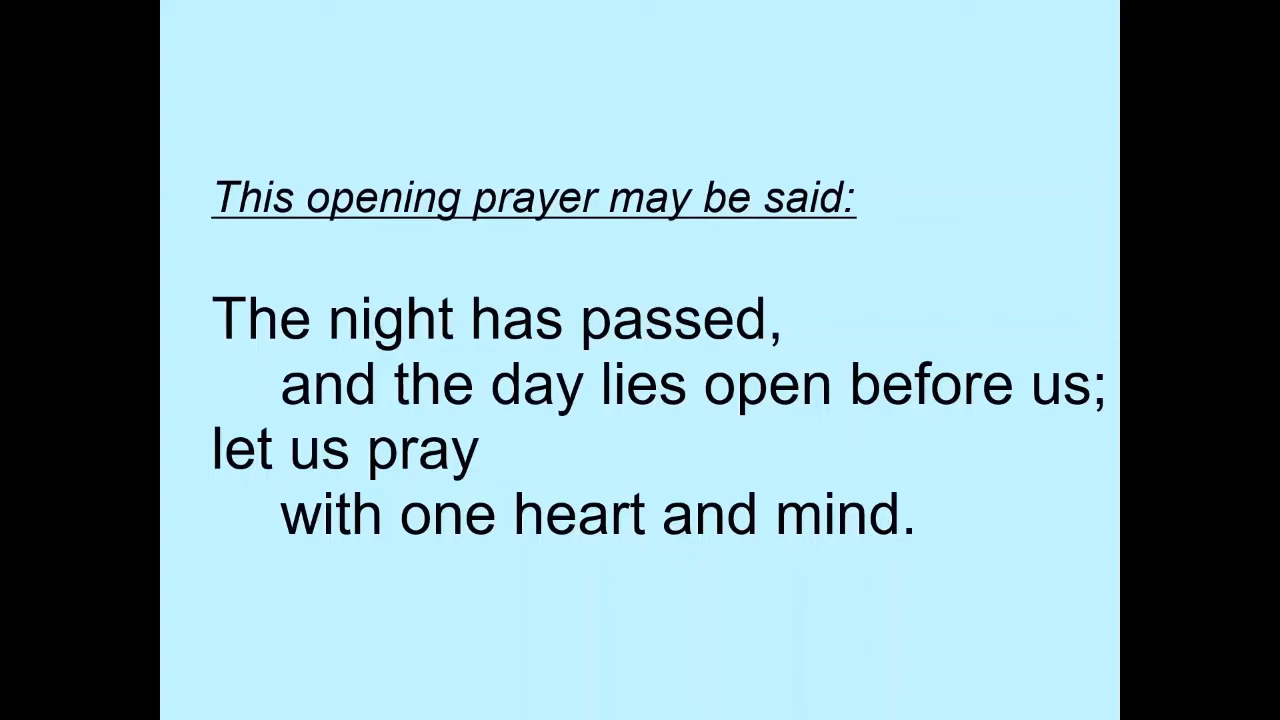 This opening prayer may be said:
The night has passed,
and the day lies open before us;
let us pray
with one heart and mind.